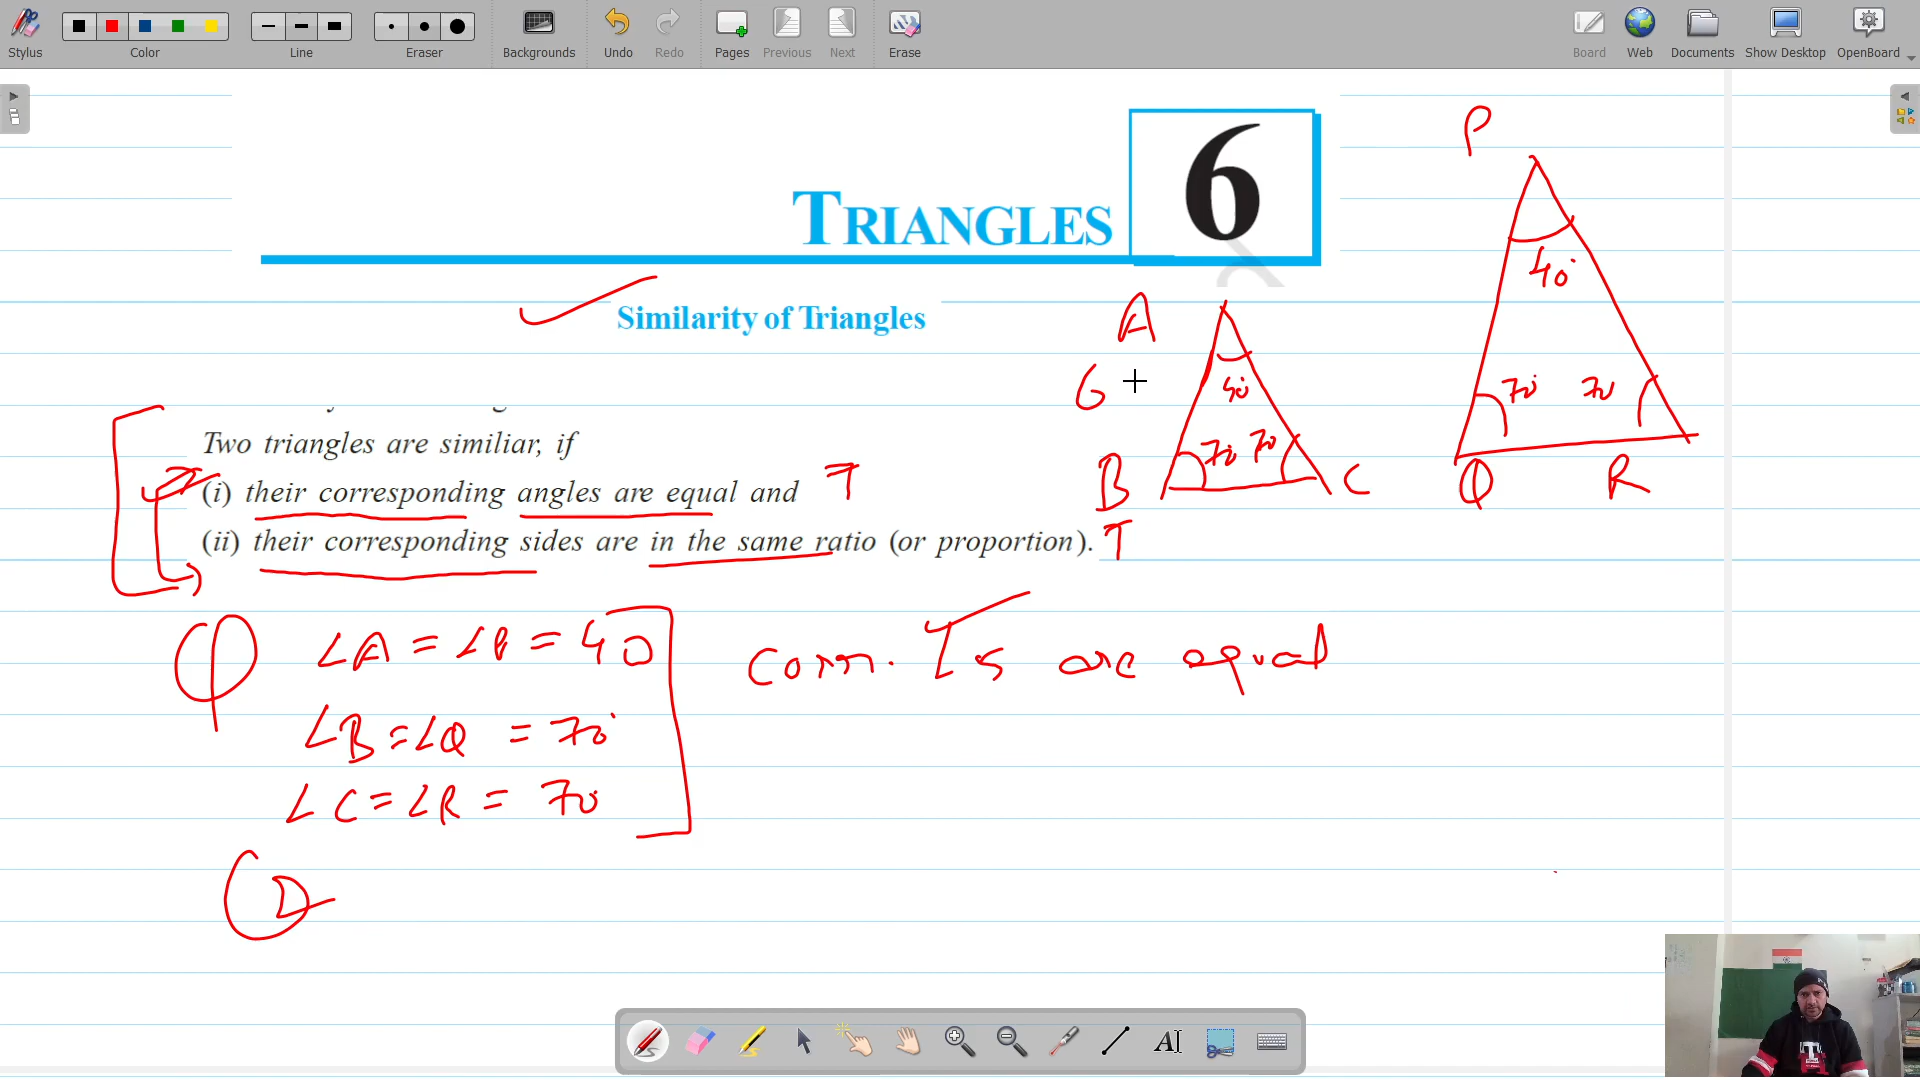 Stylus Color Line Eraser Backgrounds Undo Redo Pages Previous Next Erase Board Web Documents Show Desktop OpenBoard
TRIANGLES 6
Similarity of Triangles
Two triangles are similiar, if
(i) their corresponding angles are equal and
(ii) their corresponding sides are in the same ratio (or proportion).
P
40°
70° 70
Q R
A
6
70° 70
B C
∠A = ∠P = 40
∠B = ∠Q = 70°
∠C = ∠R = 70°
Corr. ∠s are equal
2